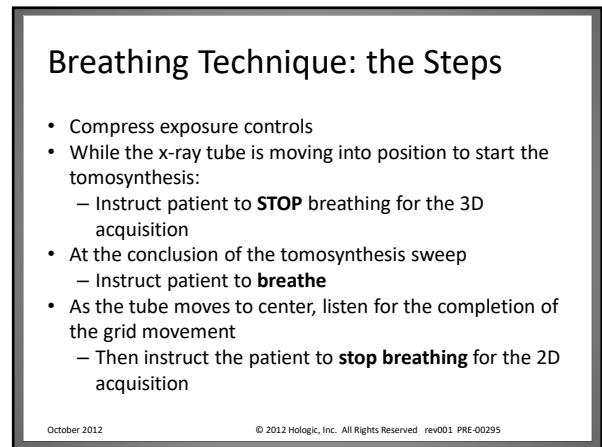 Breathing Technique: the Steps
• Compress exposure controls
• While the x-ray tube is moving into position to start the
tomosynthesis:
– Instruct patient to STOP breathing for the 3D
acquisition
• At the conclusion of the tomosynthesis sweep
– Instruct patient to breathe
• As the tube moves to center, listen for the completion of
the grid movement
– Then instruct the patient to stop breathing for the 2D
acquisition
October 2012 © 2012 Hologic, Inc. All Rights Reserved rev001 PRE-00295